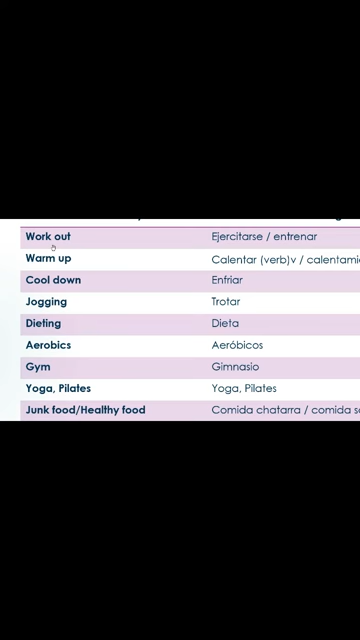 Work out Ejercitarse / entrenar
Warm up Calentar (verb)v /
Cool down Enfriar
Jogging Trotar
Dieting Dieta
Aerobics Aeróbicos
Gym Gimnasio
Yoga, Pilates Yoga, Pilates
Junk food/Healthy food Comida chatarra / comida